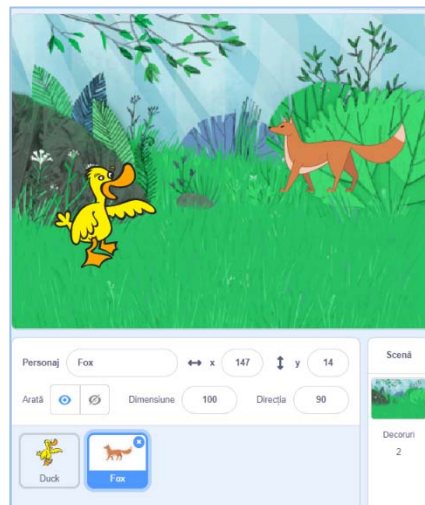 Personaj Fox x 147 y 14
Arată Dimensiune 100 Direcția 90
Duck
Fox
Scenă
Decoruri
2